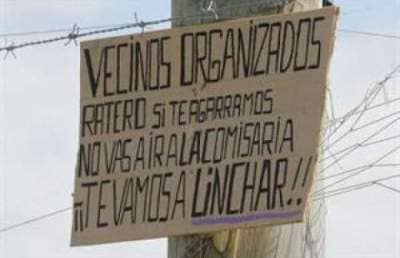 VECINOS ORGANIZADOS
RATERO SI TE AGARRAMOS
NO VAS A IR A LA COMISARIA
¡¡TE VAMOS A LINCHAR!!